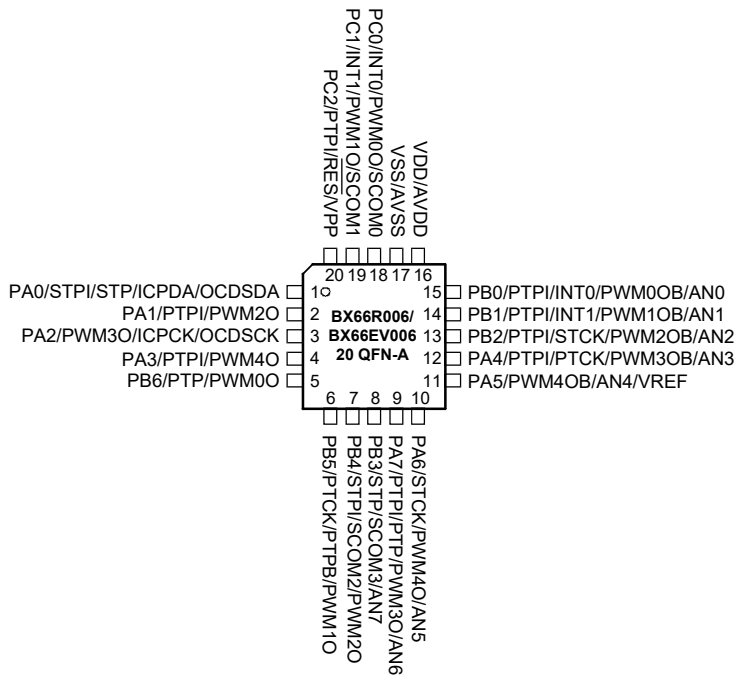 PC2/PTPI/RES/VPP
PC1/INT1/PWM1O/SCOM1
PC0/INT0/PWM0O/SCOM0
VSS/AVSS
VDD/AVDD
20 19 18 17 16
PA0/STPI/STP/ICPDA/OCDSDA
PA1/PTPI/PWM2O
PA2/PWM3O/ICPCK/OCDSCK
PA3/PTPI/PWM4O
PB6/PTP/PWM0O
1
2
3
4
5
BX66R006/
BX66EV006
20 QFN-A
15
14
13
12
11
PB0/PTPI/INT0/PWM0OB/AN0
PB1/PTPI/INT1/PWM1OB/AN1
PB2/PTPI/STCK/PWM2OB/AN2
PA4/PTPI/PTCK/PWM3OB/AN3
PA5/PWM4OB/AN4/VREF
6 7 8 9 10
PB5/PTCK/PTPB/PWM1O
PB4/STPI/SCOM2/PWM2O
PB3/STP/SCOM3/AN7
PA7/PTPI/PTP/PWM3O/AN6
PA6/STCK/PWM4O/AN5